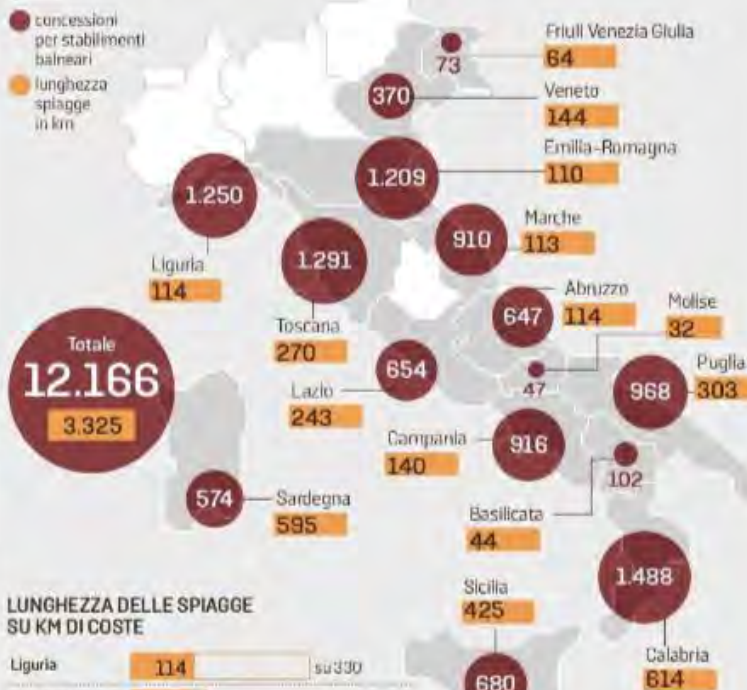 concessioni
per stabilimenti
balneari
lunghezza
spiagge
in km
73
Friuli Venezia Giulia
64
370
Veneto
144
1.209
Emilia-Romagna
110
1.250
Liguria
114
910
Marche
113
1.291
Toscana
270
647
Abruzzo
114
47
Molise
32
Totale
12.166
3.325
654
Lazio
243
968
Puglia
303
916
Campania
140
102
Basilicata
44
574
Sardegna
595
1.488
Calabria
614
Sicilia
425
680
LUNGHEZZA DELLE SPIAGGE
SU KM DI COSTE
Liguria
114
su 330